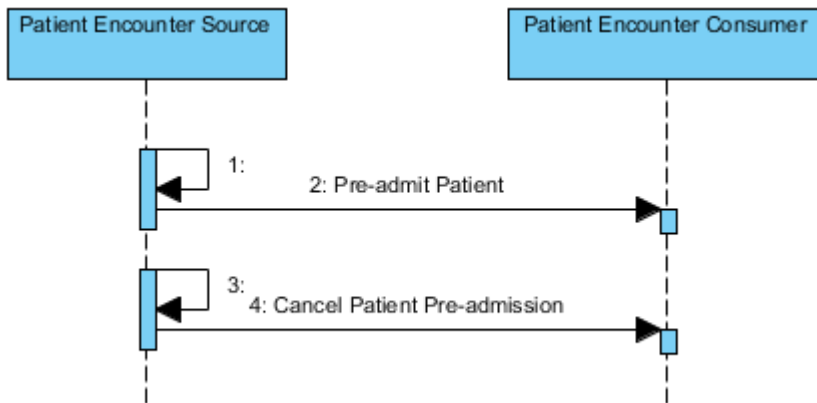 Patient Encounter Source
Patient Encounter Consumer
1:
2: Pre-admit Patient
3:
4: Cancel Patient Pre-admission